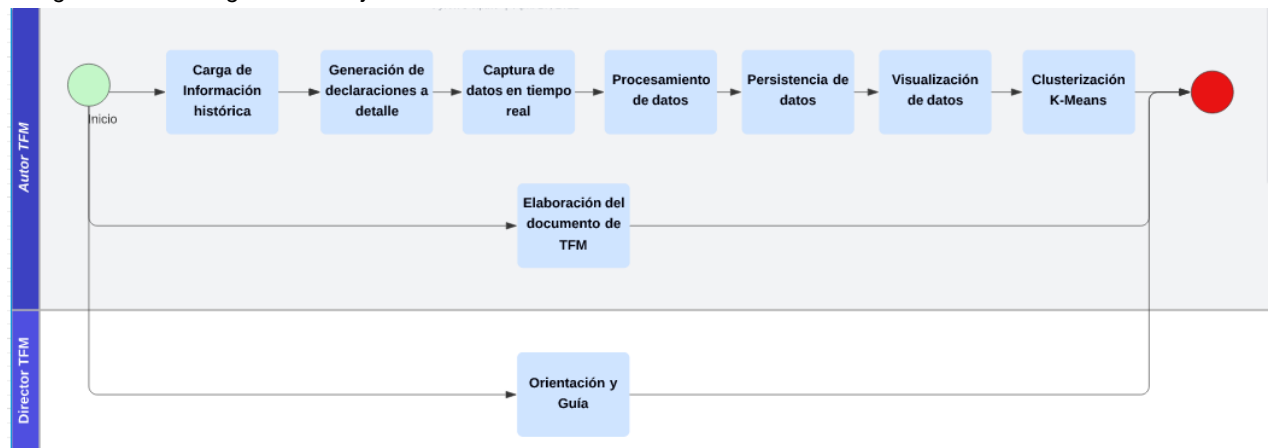 Autor TFM
Inicio
Carga de
Información
histórica
Generación de
declaraciones a
detalle
Captura de
datos en tiempo
real
Procesamiento
de datos
Persistencia de
datos
Visualización
de datos
Clusterización
K-Means
Elaboración del
documento de
TFM
Director TFM
Orientación y
Guía